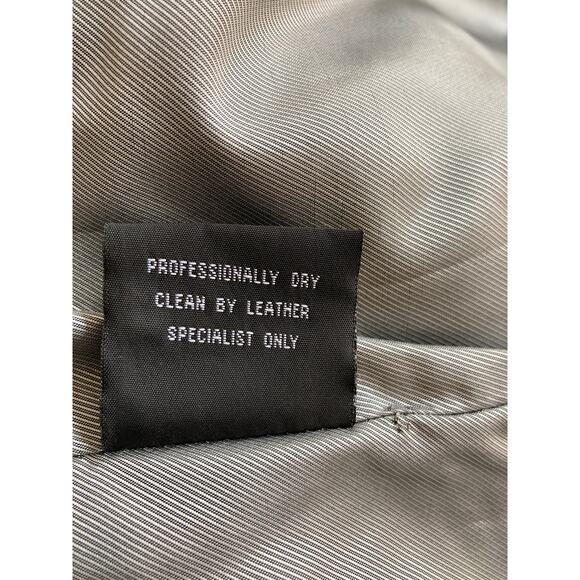 PROFESSIONALLY DRY
CLEAN BY LEATHER
SPECIALIST ONLY